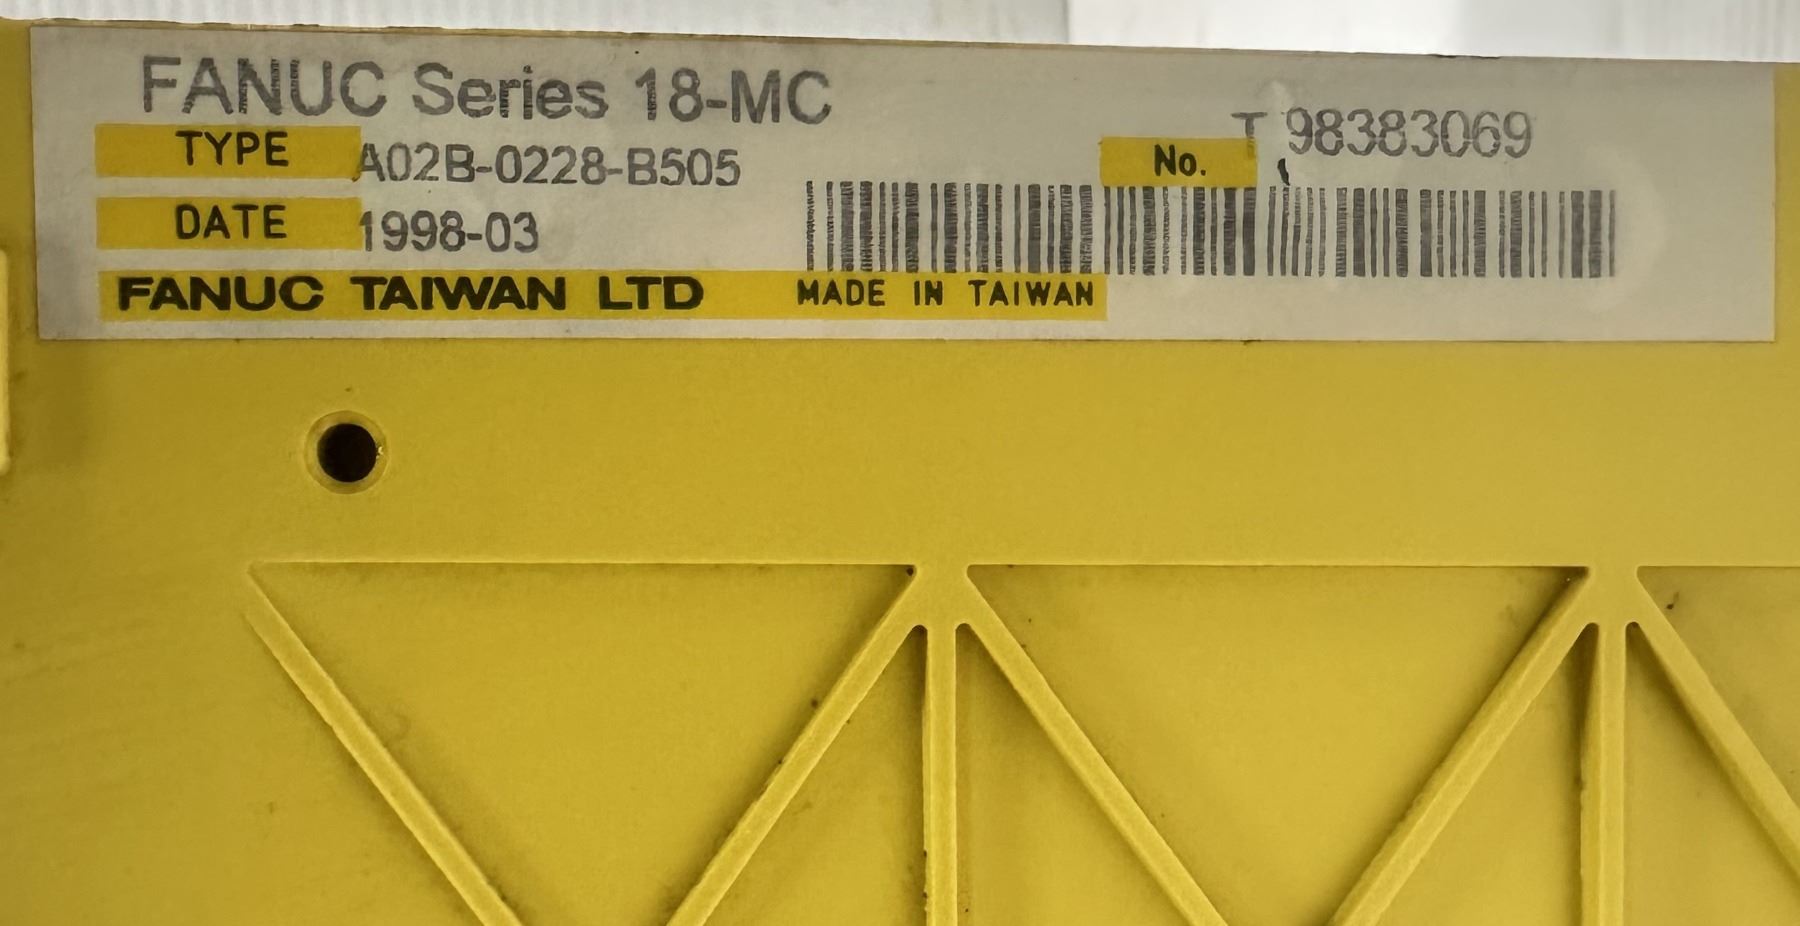 FANUC Series 18-MC
TYPE A02B-0228-B505
No. T 98383069
DATE 1998-03
FANUC TAIWAN LTD MADE IN TAIWAN